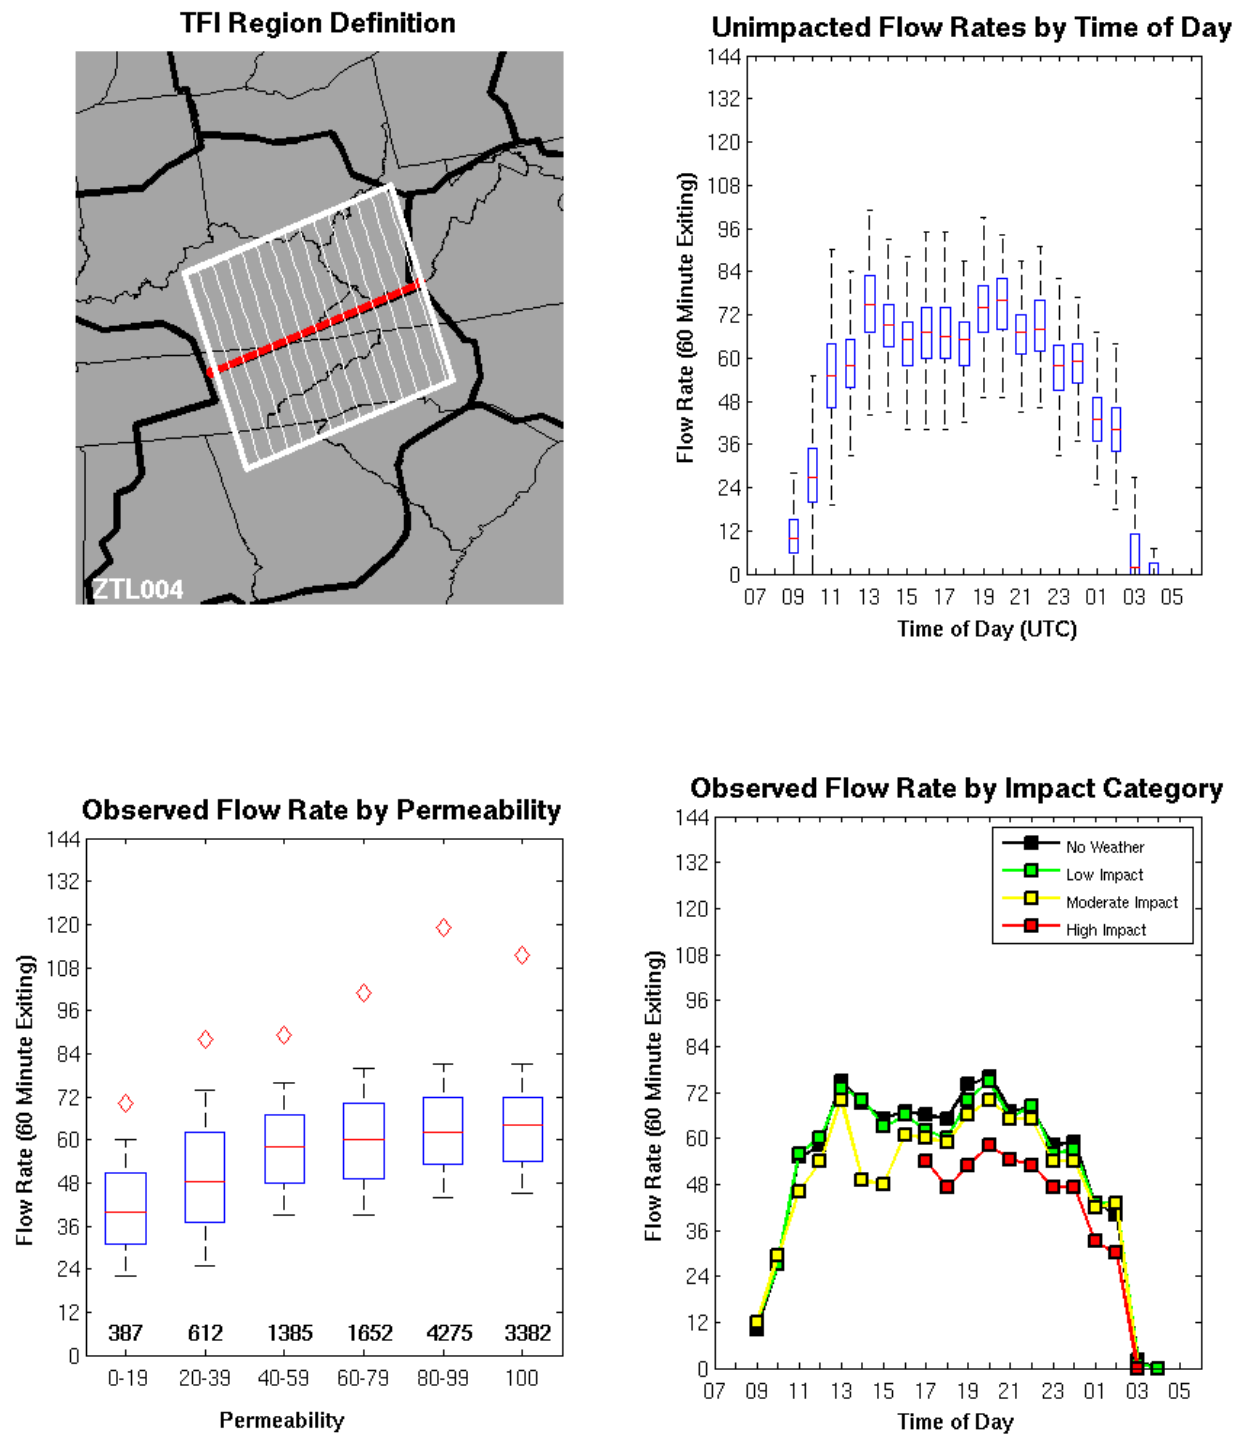 TFI Region Definition
ZTL004
Unimpacted Flow Rates by Time of Day
Flow Rate (60 Minute Exiting)
144
132
120
108
96
84
72
60
48
36
24
12
0
07 09 11 13 15 17 19 21 23 01 03 05
Time of Day (UTC)
Observed Flow Rate by Permeability
Flow Rate (60 Minute Exiting)
144
132
120
108
96
84
72
60
48
36
24
12
0
387 612 1385 1652 4275 3382
0-19 20-39 40-59 60-79 80-99 100
Permeability
Observed Flow Rate by Impact Category
Flow Rate (60 Minute Exiting)
144
132
120
108
96
84
72
60
48
36
24
12
0
No Weather
Low Impact
Moderate Impact
High Impact
07 09 11 13 15 17 19 21 23 01 03 05
Time of Day